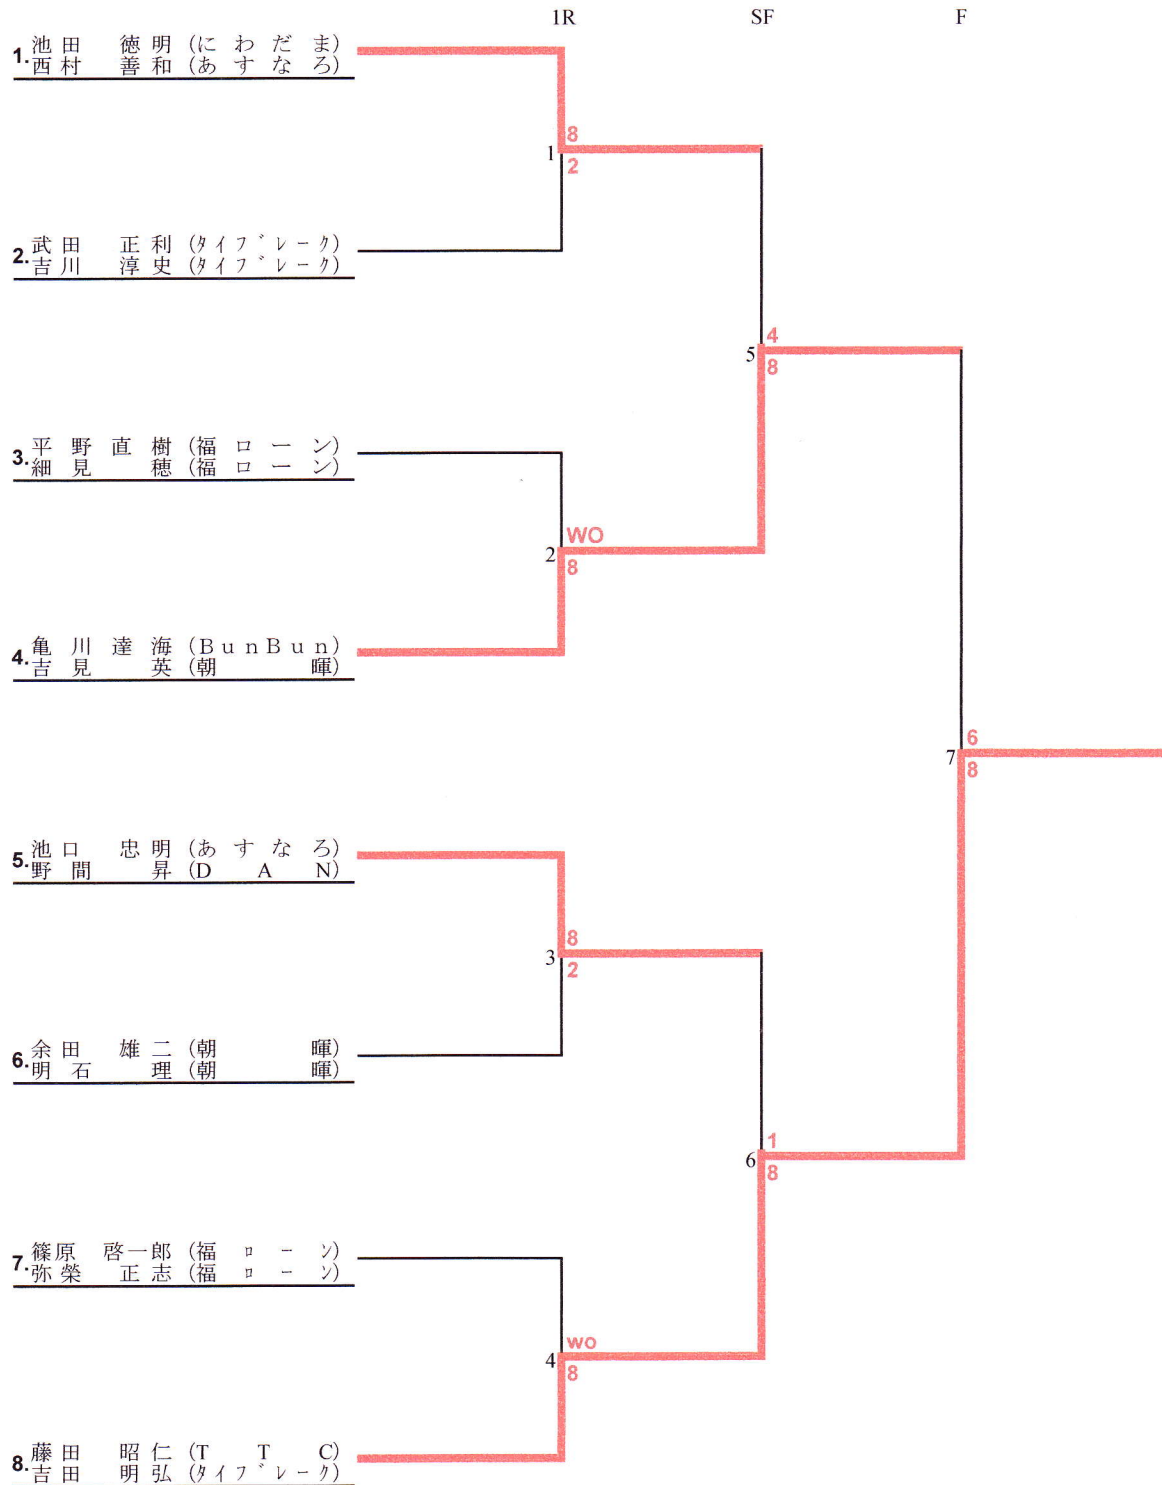 1R SF F
1. 池田 徳明 (にわだま)
西村 善和 (あすなろ)
8
1
2
2. 武田 正利 (タイブレーク)
吉川 淳史 (タイブレーク)
4
5
8
3. 平野直樹 (福ローン)
細見 穂 (福ローン)
WO
2
8
4. 亀川達海 (BunBun)
吉見 英 (朝暉)
6
7
8
5. 池口 忠明 (あすなろ)
野間 昇 (DAN)
8
3
2
6. 余田 雄二 (朝暉)
明石 理 (朝暉)
1
6
8
7. 篠原 啓一郎 (福ローン)
弥榮 正志 (福ローン)
wo
4
8
8. 藤田 昭仁 (TTC)
吉田 明弘 (タイブレーク)